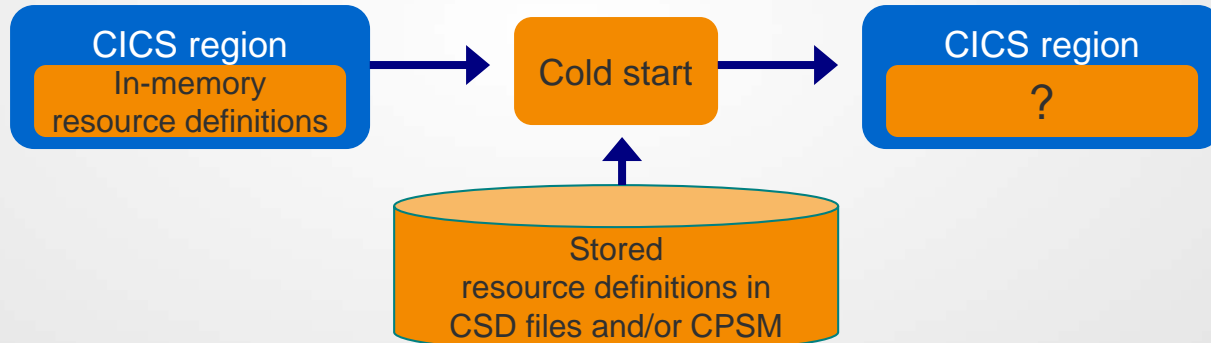 CICS region
In-memory
resource definitions
Cold start
CICS region
?
Stored
resource definitions in
CSD files and/or CPSM